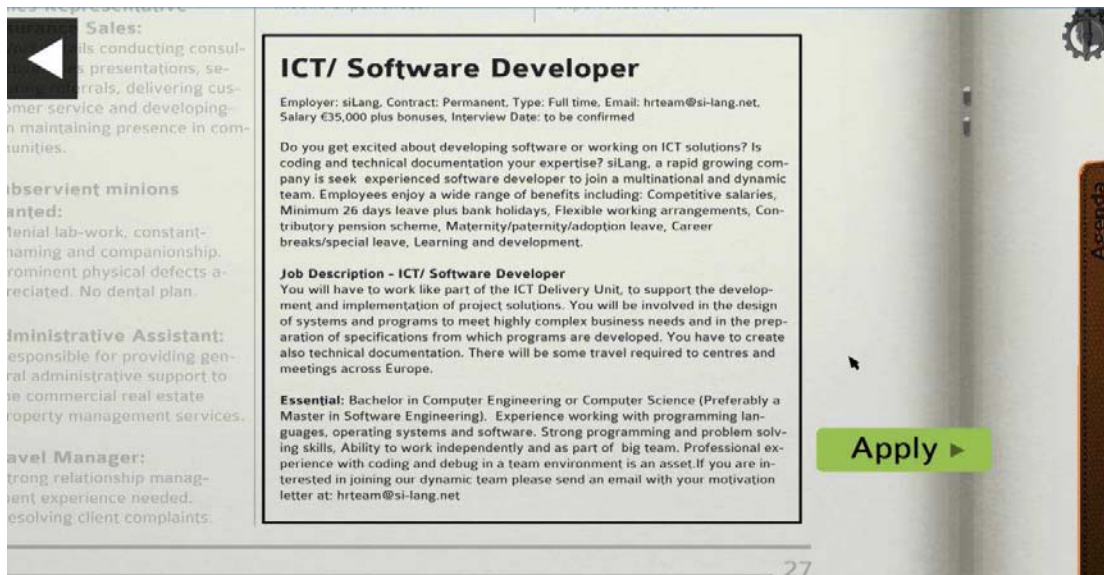 Sales:
ils conducting consul-
presentations, se-
errals, delivering cus-
omer service and developing
n maintaining presence in com-
unities.
bservient minions
anted:
enial lab-work, constant-
naming and companionship.
rominent physical defects a-
reciated. No dental plan.
dministrative Assistant:
esponsible for providing gen-
ral administrative support to
e commercial real estate
roperty management services.
avel Manager:
trong relationship manag-
ent experience needed.
esolving client complaints.
ICT/ Software Developer
Employer: siLang, Contract: Permanent, Type: Full time, Email: hrteam@si-lang.net,
Salary €35,000 plus bonuses, Interview Date: to be confirmed
Do you get excited about developing software or working on ICT solutions? Is
coding and technical documentation your expertise? siLang, a rapid growing com-
pany is seek experienced software developer to join a multinational and dynamic
team. Employees enjoy a wide range of benefits including: Competitive salaries,
Minimum 26 days leave plus bank holidays, Flexible working arrangements, Con-
tributory pension scheme, Maternity/paternity/adoption leave, Career
breaks/special leave, Learning and development.
Job Description - ICT/ Software Developer
You will have to work like part of the ICT Delivery Unit, to support the develop-
ment and implementation of project solutions. You will be involved in the design
of systems and programs to meet highly complex business needs and in the prep-
aration of specifications from which programs are developed. You have to create
also technical documentation. There will be some travel required to centres and
meetings across Europe.
Essential: Bachelor in Computer Engineering or Computer Science (Preferably a
Master in Software Engineering). Experience working with programming lan-
guages, operating systems and software. Strong programming and problem solv-
ing skills, Ability to work independently and as part of big team. Professional ex-
perience with coding and debug in a team environment is an asset.If you are in-
terested in joining our dynamic team please send an email with your motivation
letter at: hrteam@si-lang.net
Apply
Agenda
27